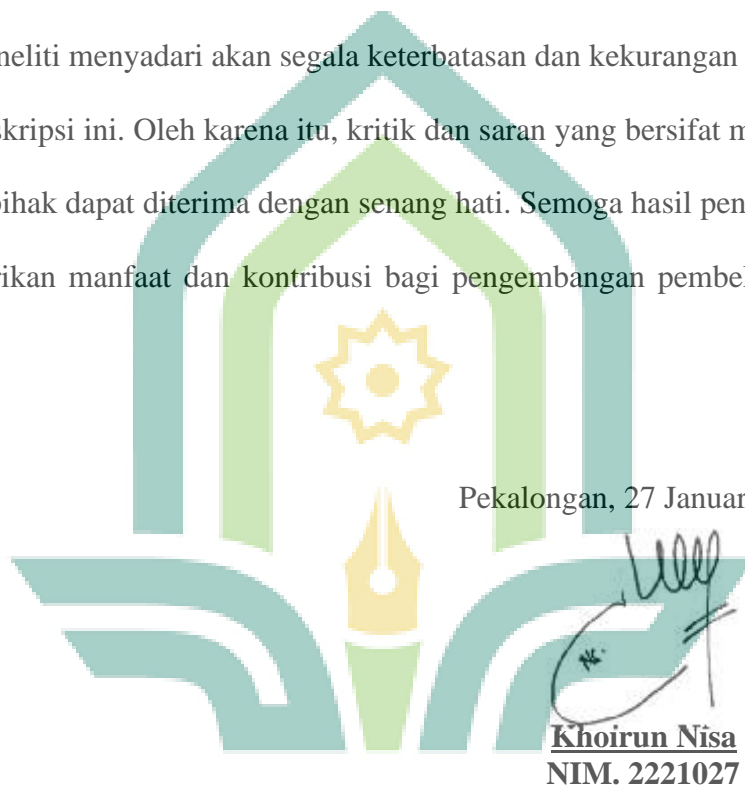 neliti menyadari akan segala keterbatasan dan kekurangan
skripsi ini. Oleh karena itu, kritik dan saran yang bersifat m
pihak dapat diterima dengan senang hati. Semoga hasil pen
rikan manfaat dan kontribusi bagi pengembangan pembel
Pekalongan, 27 Januar
Khoirun Nisa
NIM. 2221027